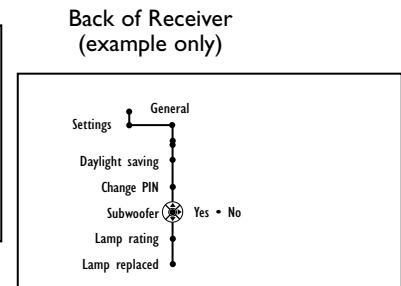 Back of Receiver
(example only)
General
Settings
Daylight saving
Change PIN
Subwoofer Yes • No
Lamp rating
Lamp replaced